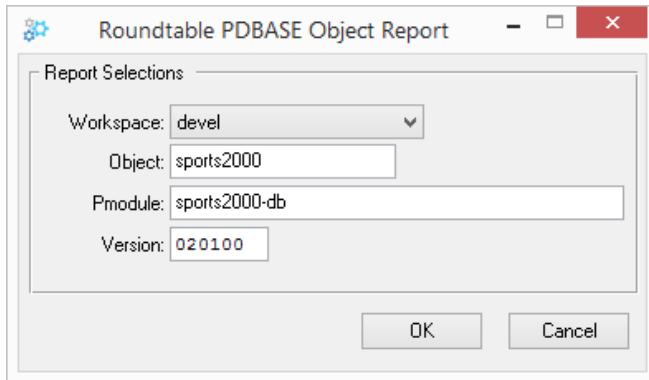 Roundtable PDBASE Object Report
Report Selections
Workspace: devel
Object: sports2000
Pmodule: sports2000-db
Version: 020100
OK Cancel